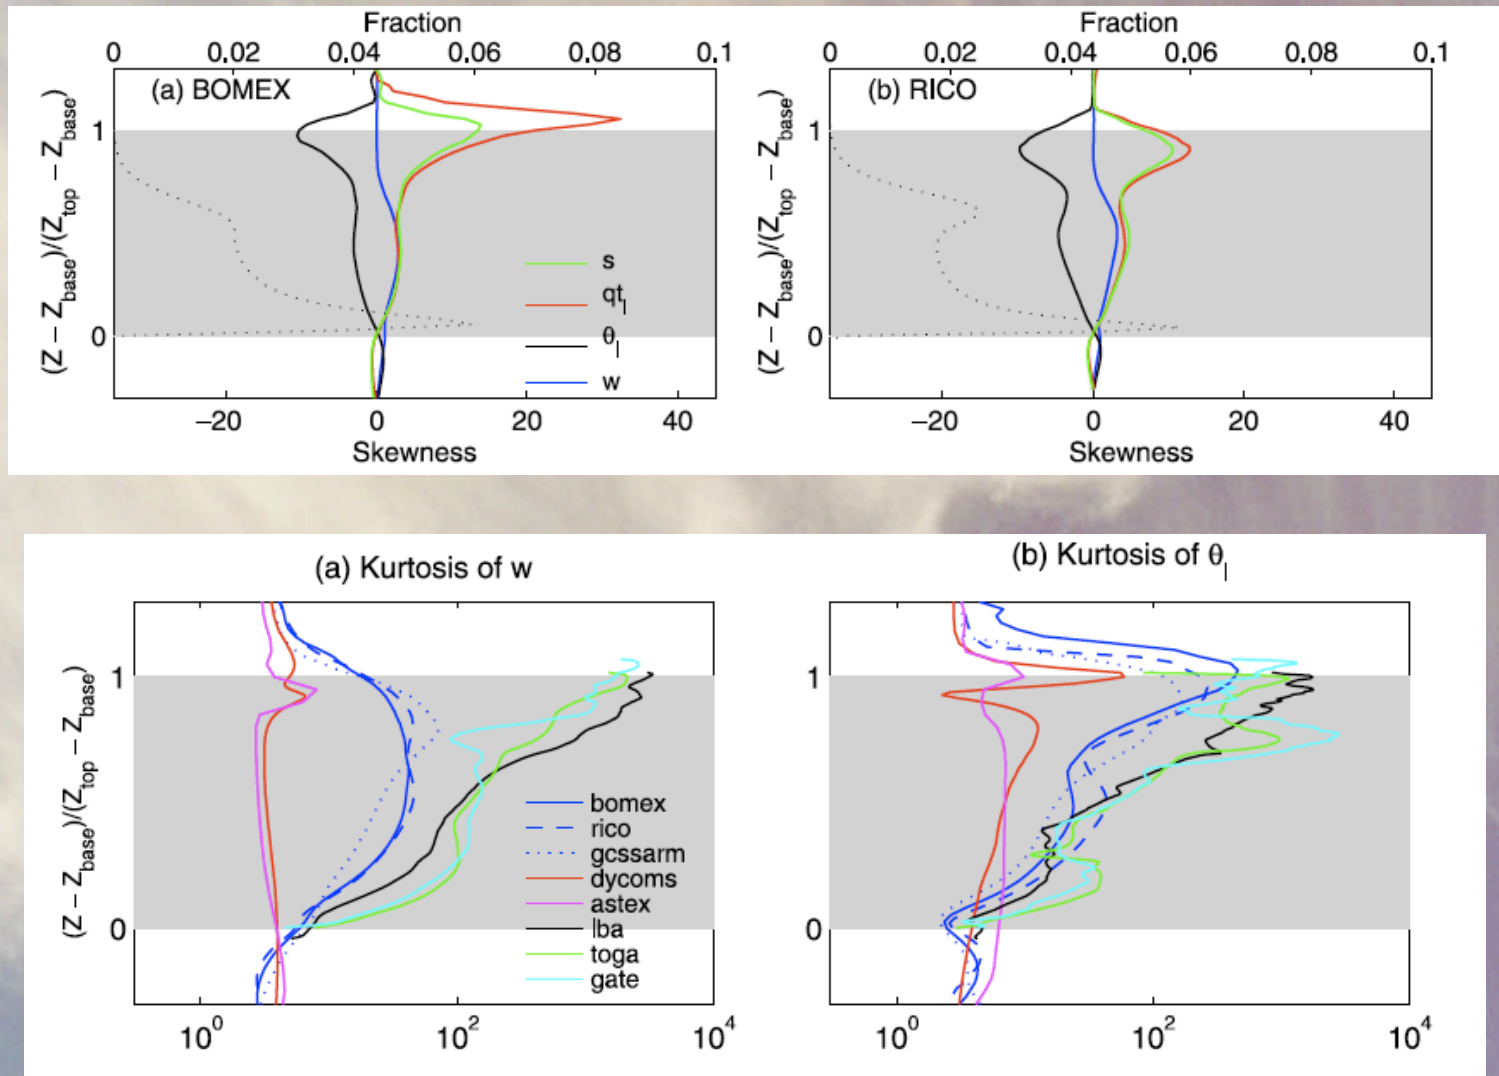 Fraction
0 0.02 0.04 0.06 0.08 0.1
(a) BOMEX
(Z − Z_base)/(Z_top − Z_base)
1
0
s
qt_l
θ_l
w
−20 0 20 40
Skewness
Fraction
0 0.02 0.04 0.06 0.08 0.1
(b) RICO
(Z − Z_base)/(Z_top − Z_base)
1
0
−20 0 20 40
Skewness
(a) Kurtosis of w
(Z − Z_base)/(Z_top − Z_base)
1
0
bomex
rico
gcssarm
dycoms
astex
lba
toga
gate
10^0 10^2 10^4
(b) Kurtosis of θ_l
1
0
10^0 10^2 10^4